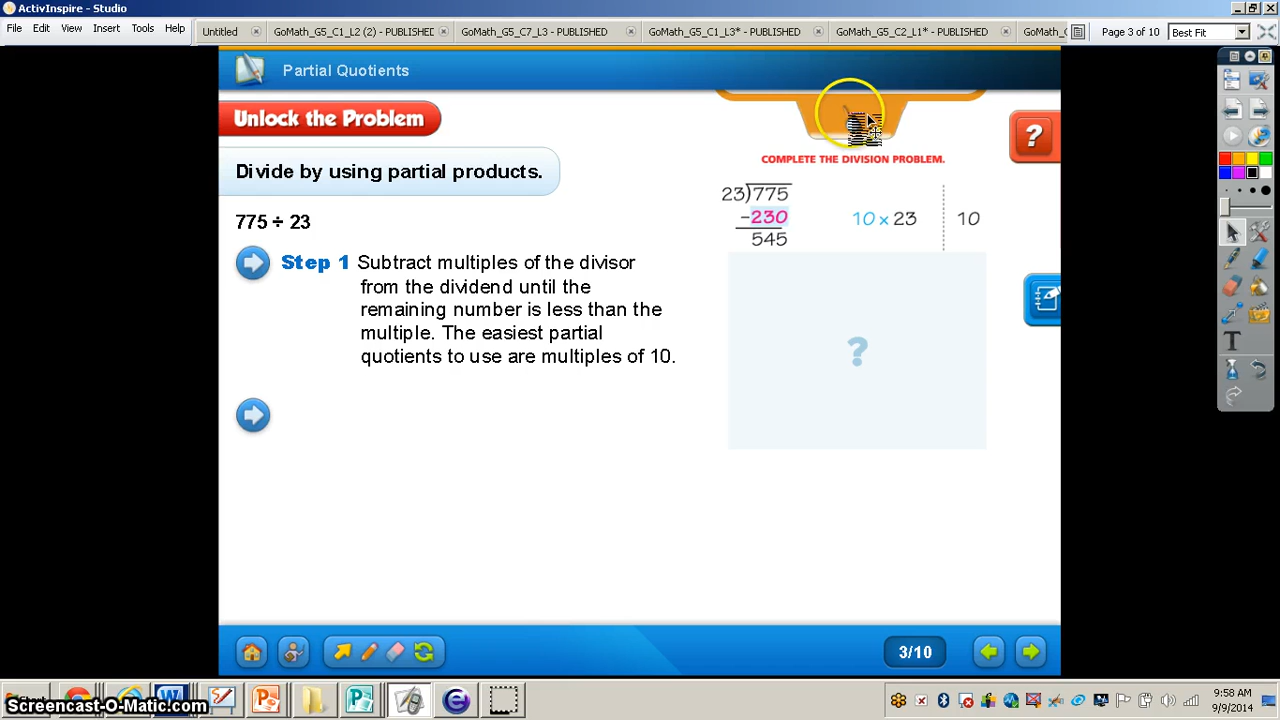 ActivInspire - Studio
File Edit View Insert Tools Help
Untitled
GoMath_G5_C1_L2 (2) - PUBLISHED
GoMath_G5_C7_L3 PUBLISHED
GoMath_G5_C1_L3* - PUBLISHED
GoMath_G5_C2_L1* - PUBLISHED
GoMath_G5_C
Page 3 of 10
Best Fit
Partial Quotients
Unlock the Problem
?
Divide by using partial products.
775 ÷ 23
Step 1 Subtract multiples of the divisor
from the dividend until the
remaining number is less than the
multiple. The easiest partial
quotients to use are multiples of 10.
COMPLETE THE DIVISION PROBLEM.
23)775
−230 10 × 23 10
545
?
T
3/10
Screencast-O-Matic.com
9:58 AM
9/9/2014